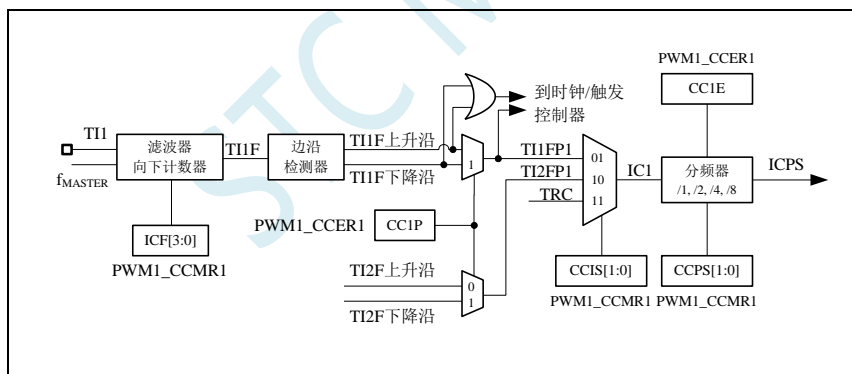 STC MCU
PWM1_CCER1
CC1E
到时钟/触发
控制器
TI1
fMASTER
滤波器
向下计数器
TI1F
边沿
检测器
TI1F上升沿
TI1F下降沿
1
TI1FP1
TI2FP1
TRC
01
10
11
IC1
分频器
/1, /2, /4, /8
ICPS
PWM1_CCER1
CC1P
ICF[3:0]
PWM1_CCMR1
TI2F上升沿
TI2F下降沿
0
1
CCIS[1:0]
PWM1_CCMR1
CCPS[1:0]
PWM1_CCMR1